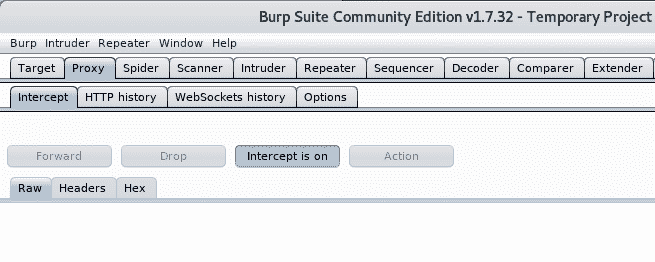 Burp Suite Community Edition v1.7.32 - Temporary Project
Burp Intruder Repeater Window Help
Target Proxy Spider Scanner Intruder Repeater Sequencer Decoder Comparer Extender
Intercept HTTP history WebSockets history Options
Forward Drop Intercept is on Action
Raw Headers Hex